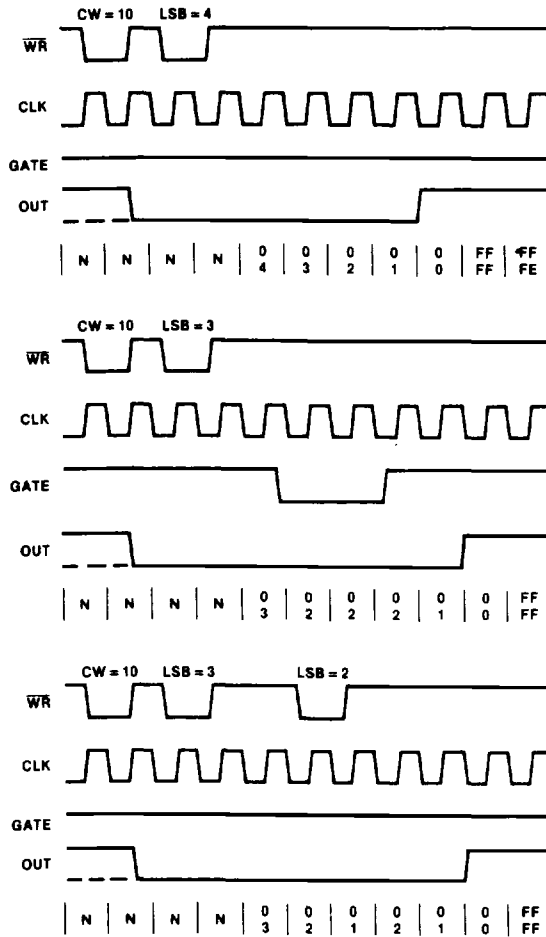 CW = 10 LSB = 4
WR
CLK
GATE
OUT
N N N N 0 0 0 0 0 FF FF
4 3 2 1 0 FF FE
CW = 10 LSB = 3
WR
CLK
GATE
OUT
N N N N 0 0 0 0 0 0 FF
3 2 2 2 1 0 FF
CW = 10 LSB = 3 LSB = 2
WR
CLK
GATE
OUT
N N N N 0 0 0 0 0 0 FF
3 2 1 2 1 0 FF